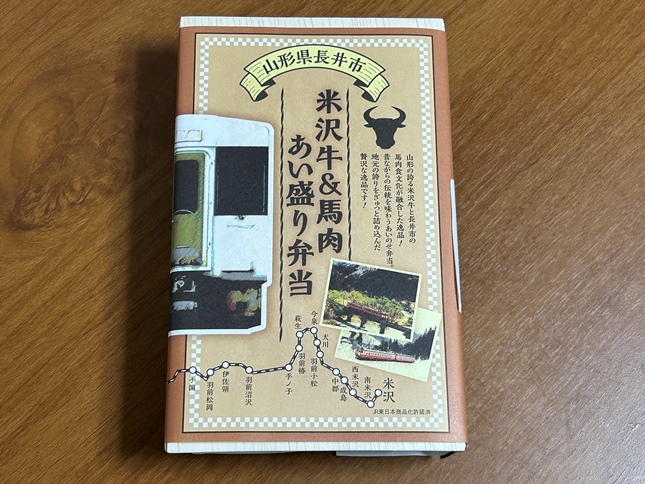 山形県長井市
米沢牛&馬肉
あい盛り弁当
山形の誇る米沢牛と長井市の
馬肉食文化が融合した逸品!
昔ながらの伝統を味わうあいのせ弁当。
地元の誇りをぎゅっと詰め込んだ
贅沢な逸品です!
米沢
南米沢
西米沢
成島
中郡
羽前小松
犬川
今泉
萩生
羽前椿
手ノ子
羽前沼沢
伊佐領
羽前松岡
小国
JR東日本商品化許諾済